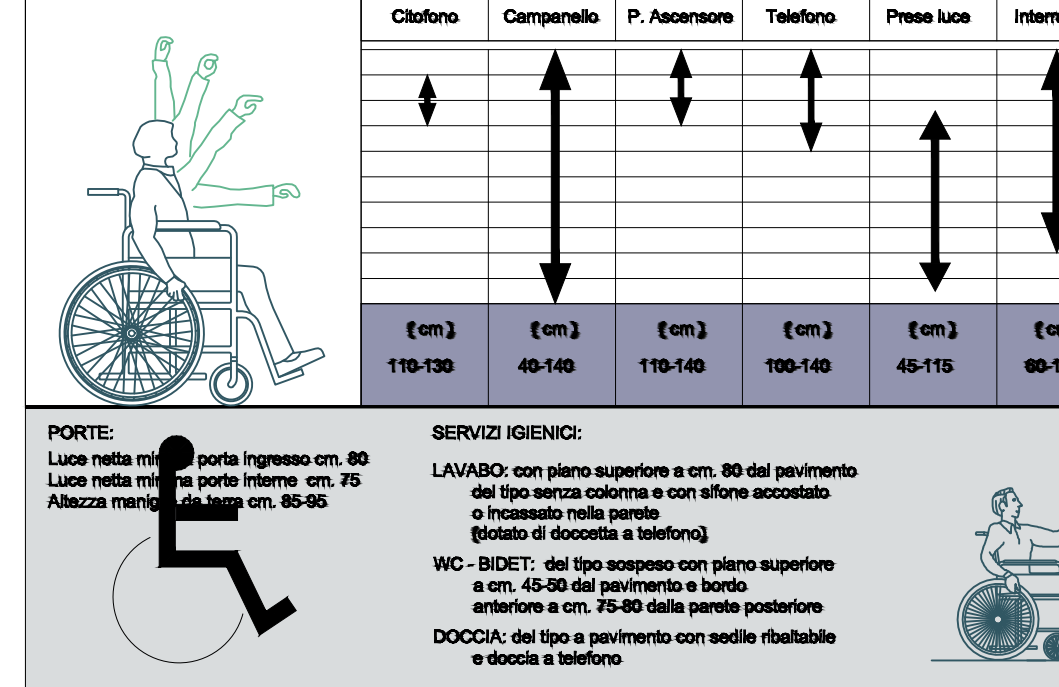 Citofono Campanello P. Ascensore Telefono Prese luce
(cm) (cm) (cm) (cm) (cm)
110-130 40-140 110-140 100-140 45-115
PORTE:
Luce netta porta ingresso cm. 80
Luce netta porte interne cm. 75
Altezza da terra cm. 85-95
SERVIZI IGIENICI:
LAVABO: con piano superiore a cm. 80 dal pavimento
del tipo senza colonna e con sifone accostato
o incassato nella parete
(dotato di doccetta a telefono)
WC - BIDET: del tipo sospeso con piano superiore
a cm. 45-50 dal pavimento e bordo
anteriore a cm. 75-80 dalla parete posteriore
DOCCIA: del tipo a pavimento con sedile ribaltabile
e doccia a telefono